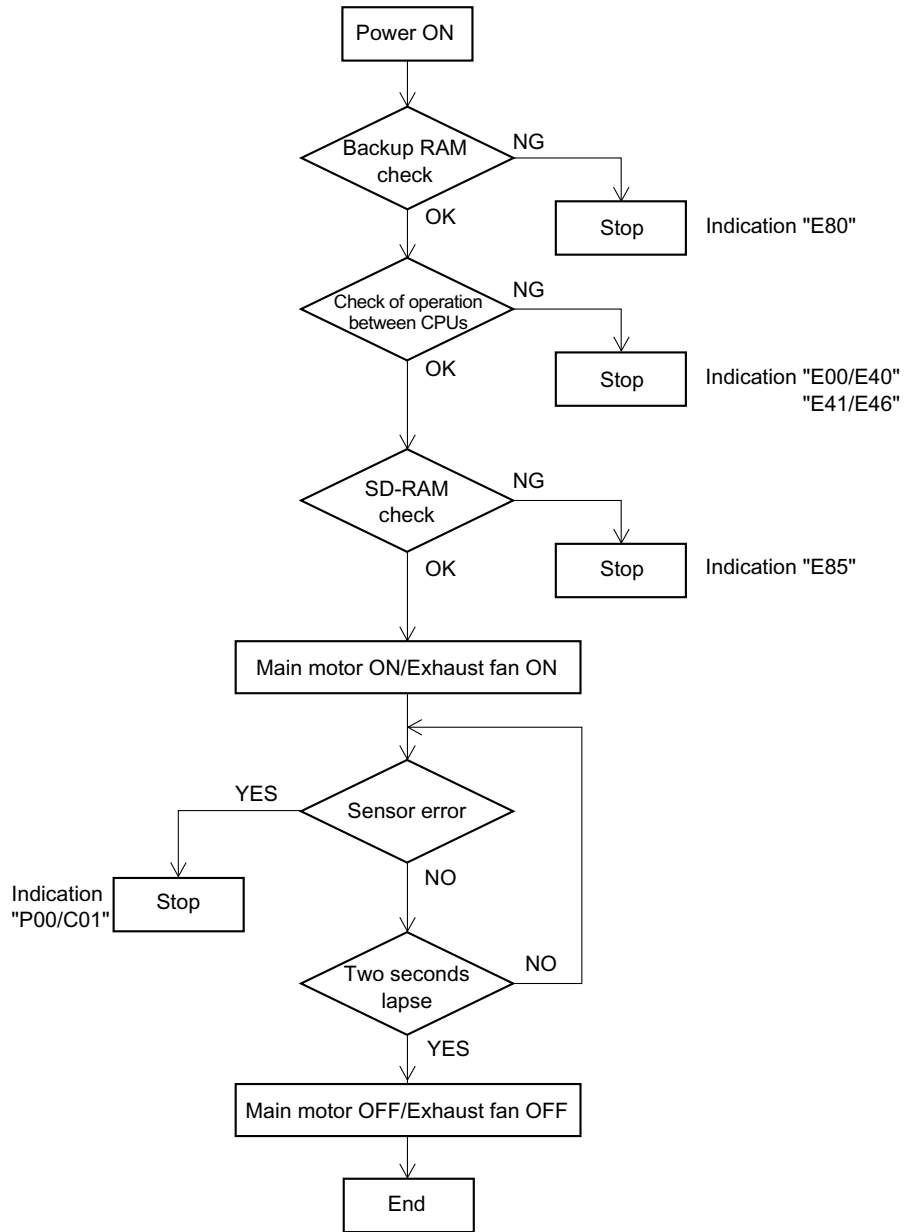 Power ON
Backup RAM
check
NG
OK
Stop
Indication "E80"
Check of operation
between CPUs
NG
OK
Stop
Indication "E00/E40"
"E41/E46"
SD-RAM
check
NG
OK
Stop
Indication "E85"
Main motor ON/Exhaust fan ON
YES
Sensor error
NO
Indication
"P00/C01"
Stop
Two seconds
lapse
NO
YES
Main motor OFF/Exhaust fan OFF
End